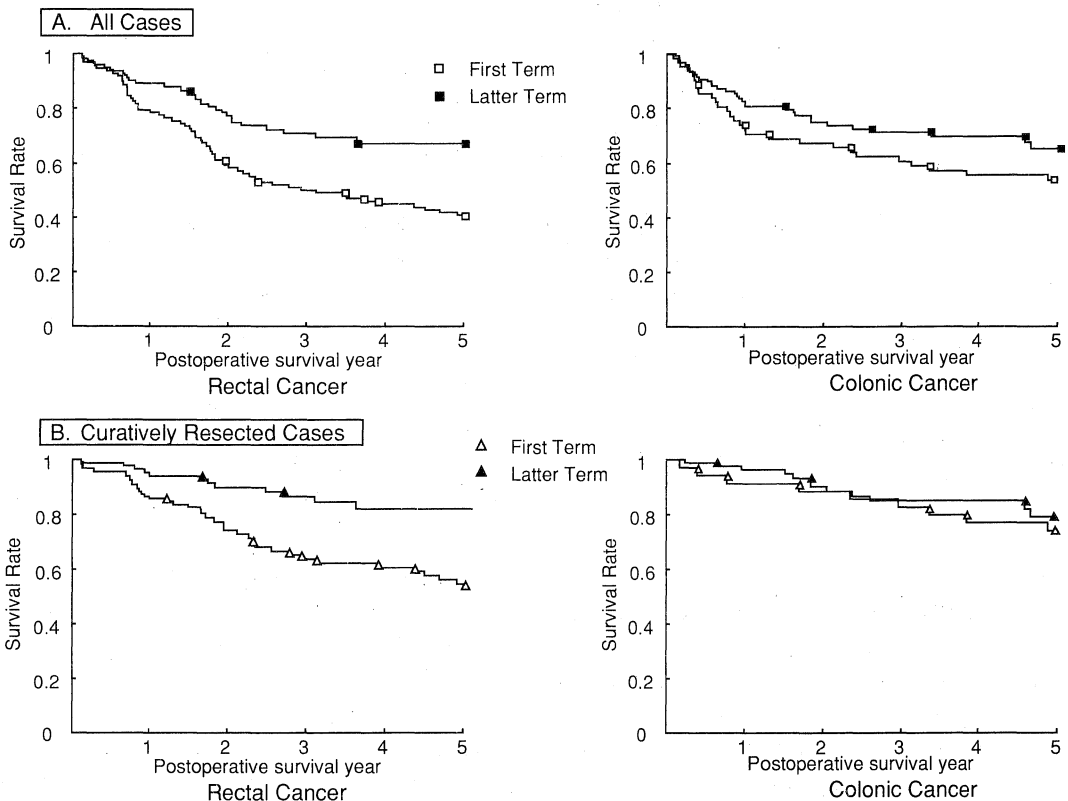 A. All Cases
1
0.8
0.6
0.4
0.2
0
Survival Rate
1 2 3 4 5
Postoperative survival year
Rectal Cancer
First Term
Latter Term
1
0.8
0.6
0.4
0.2
0
Survival Rate
1 2 3 4 5
Postoperative survival year
Colonic Cancer
B. Curatively Resected Cases
1
0.8
0.6
0.4
0.2
0
Survival Rate
1 2 3 4 5
Postoperative survival year
Rectal Cancer
First Term
Latter Term
1
0.8
0.6
0.4
0.2
0
Survival Rate
1 2 3 4 5
Postoperative survival year
Colonic Cancer